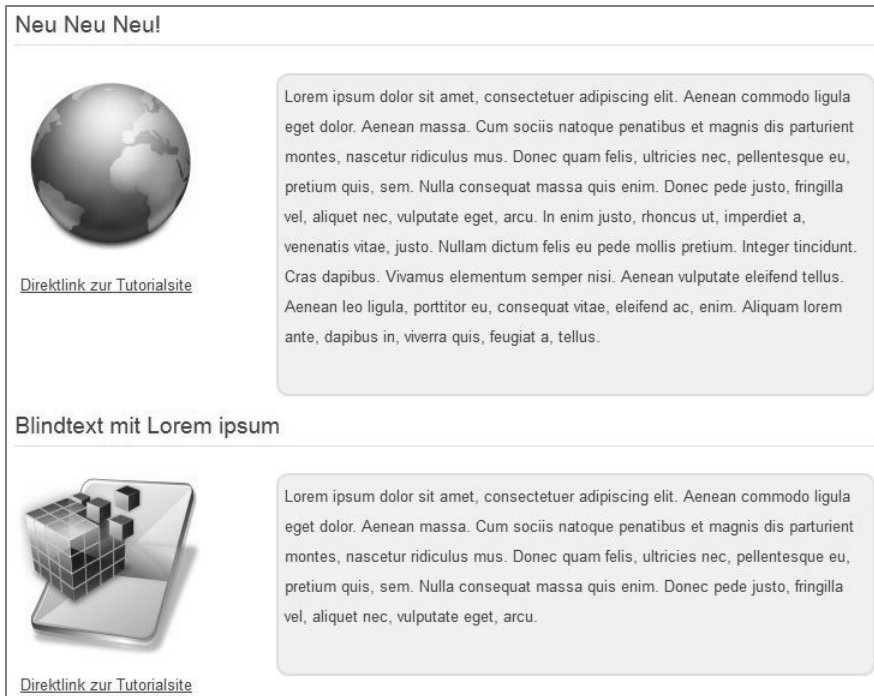 Neu Neu Neu!
Lorem ipsum dolor sit amet, consectetuer adipiscing elit. Aenean commodo ligula
eget dolor. Aenean massa. Cum sociis natoque penatibus et magnis dis parturient
montes, nascetur ridiculus mus. Donec quam felis, ultricies nec, pellentesque eu,
pretium quis, sem. Nulla consequat massa quis enim. Donec pede justo, fringilla
vel, aliquet nec, vulputate eget, arcu. In enim justo, rhoncus ut, imperdiet a,
venenatis vitae, justo. Nullam dictum felis eu pede mollis pretium. Integer tincidunt.
Cras dapibus. Vivamus elementum semper nisi. Aenean vulputate eleifend tellus.
Aenean leo ligula, porttitor eu, consequat vitae, eleifend ac, enim. Aliquam lorem
ante, dapibus in, viverra quis, feugiat a, tellus.
Direktlink zur Tutorialsite
Blindtext mit Lorem ipsum
Lorem ipsum dolor sit amet, consectetuer adipiscing elit. Aenean commodo ligula
eget dolor. Aenean massa. Cum sociis natoque penatibus et magnis dis parturient
montes, nascetur ridiculus mus. Donec quam felis, ultricies nec, pellentesque eu,
pretium quis, sem. Nulla consequat massa quis enim. Donec pede justo, fringilla
vel, aliquet nec, vulputate eget, arcu.
Direktlink zur Tutorialsite